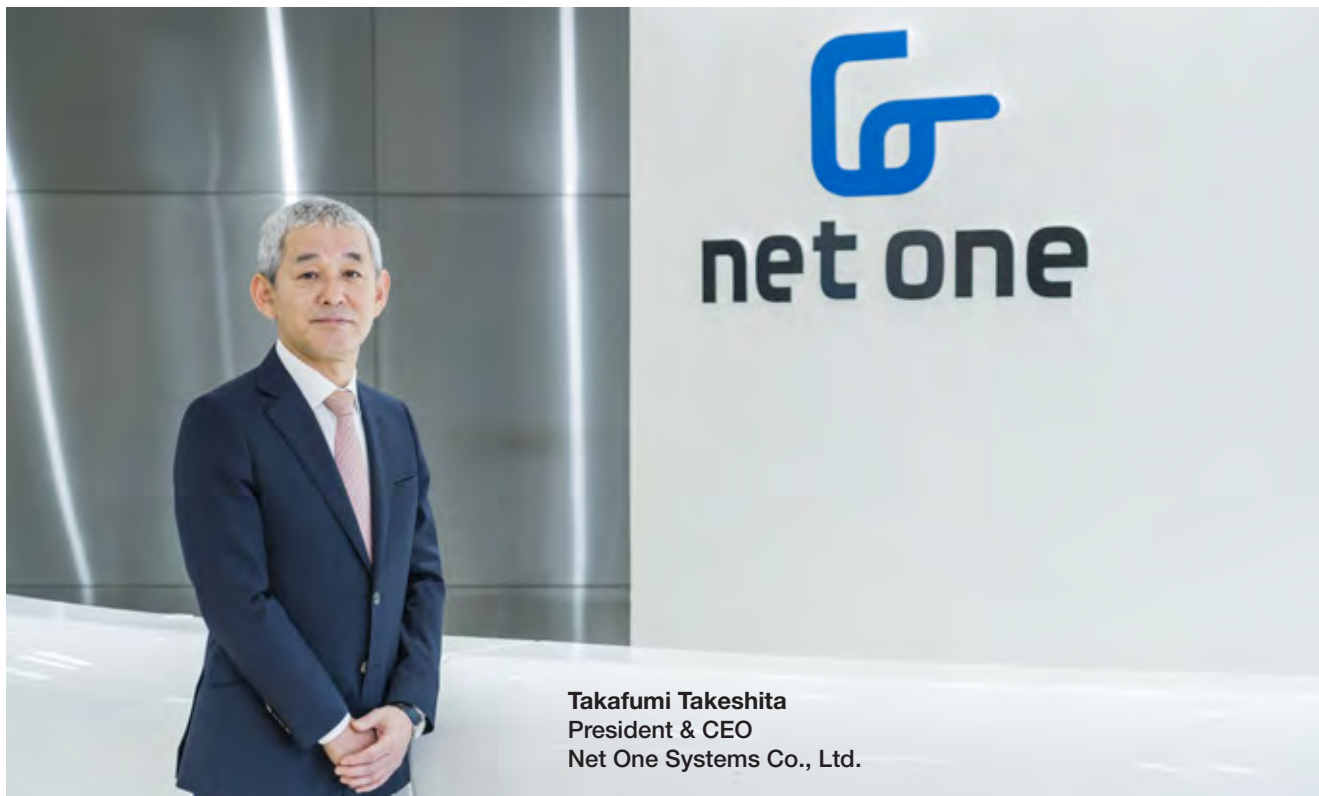 net one
Takafumi Takeshita
President & CEO
Net One Systems Co., Ltd.